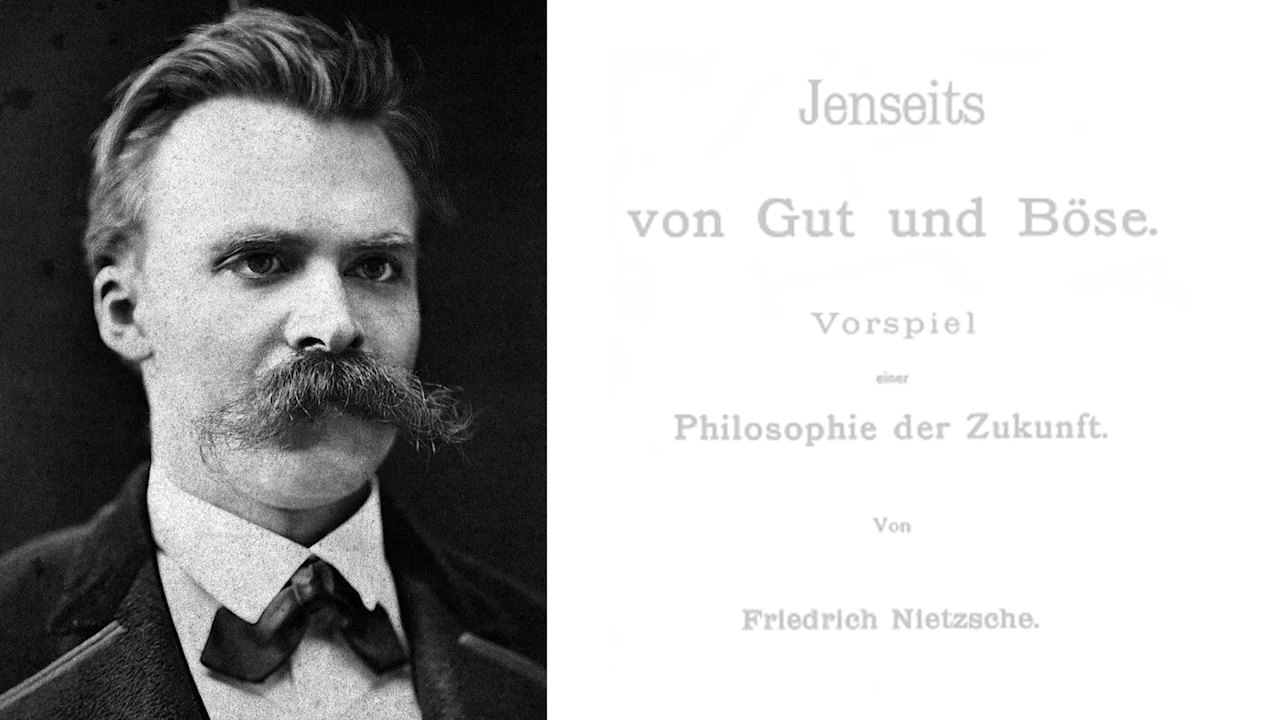 Jenseits
von Gut und Böse.
Vorspiel
einer
Philosophie der Zukunft.
Von
Friedrich Nietzsche.